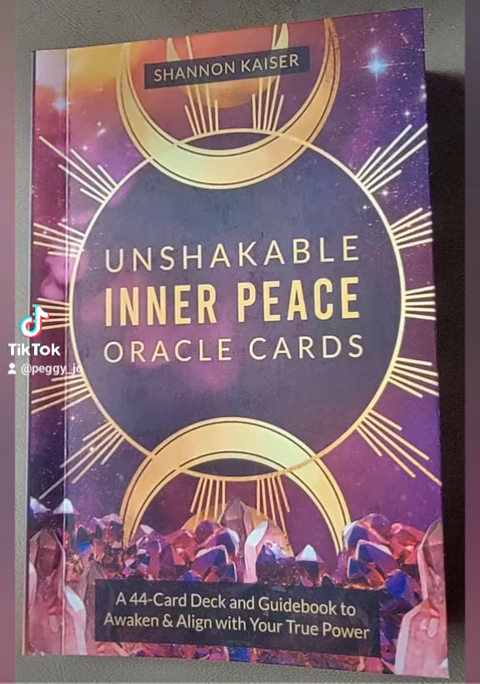 SHANNON KAISER
UNSHAKABLE
INNER PEACE
ORACLE CARDS
TikTok
@peggy_jo
A 44-Card Deck and Guidebook to
Awaken & Align with Your True Power